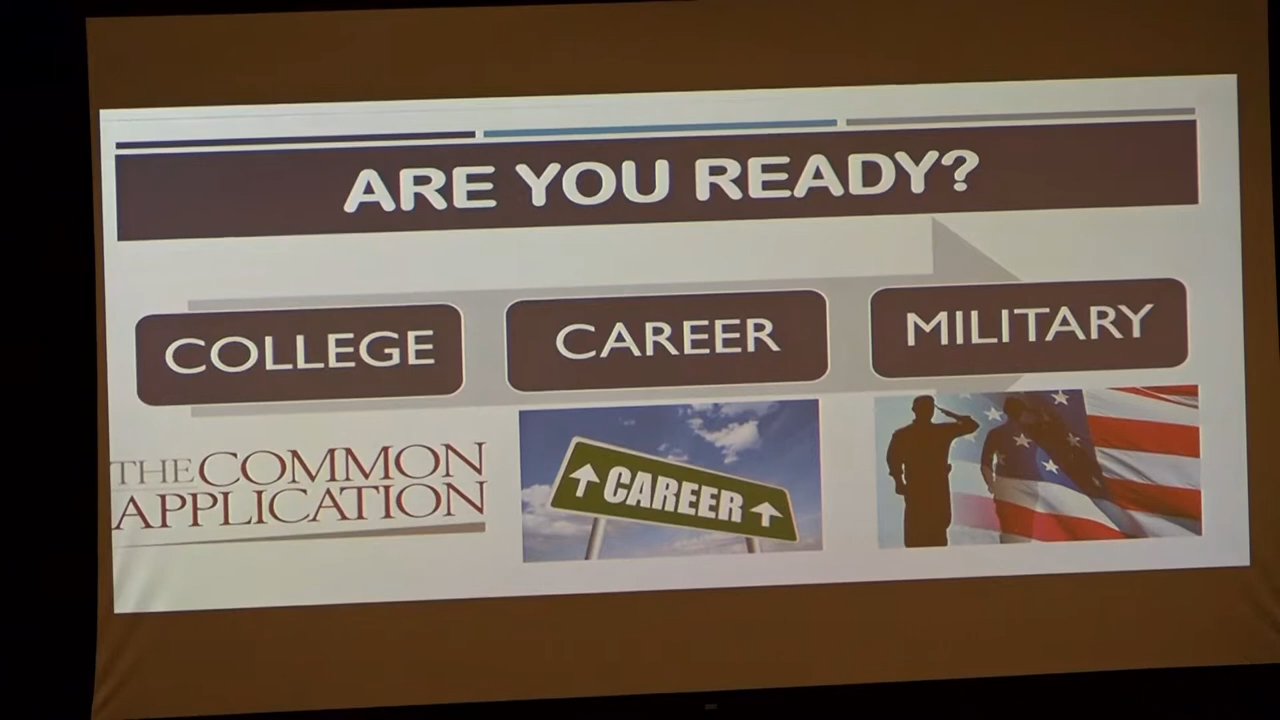 ARE YOU READY?
COLLEGE
CAREER
MILITARY
THE COMMON
APPLICATION
CAREER